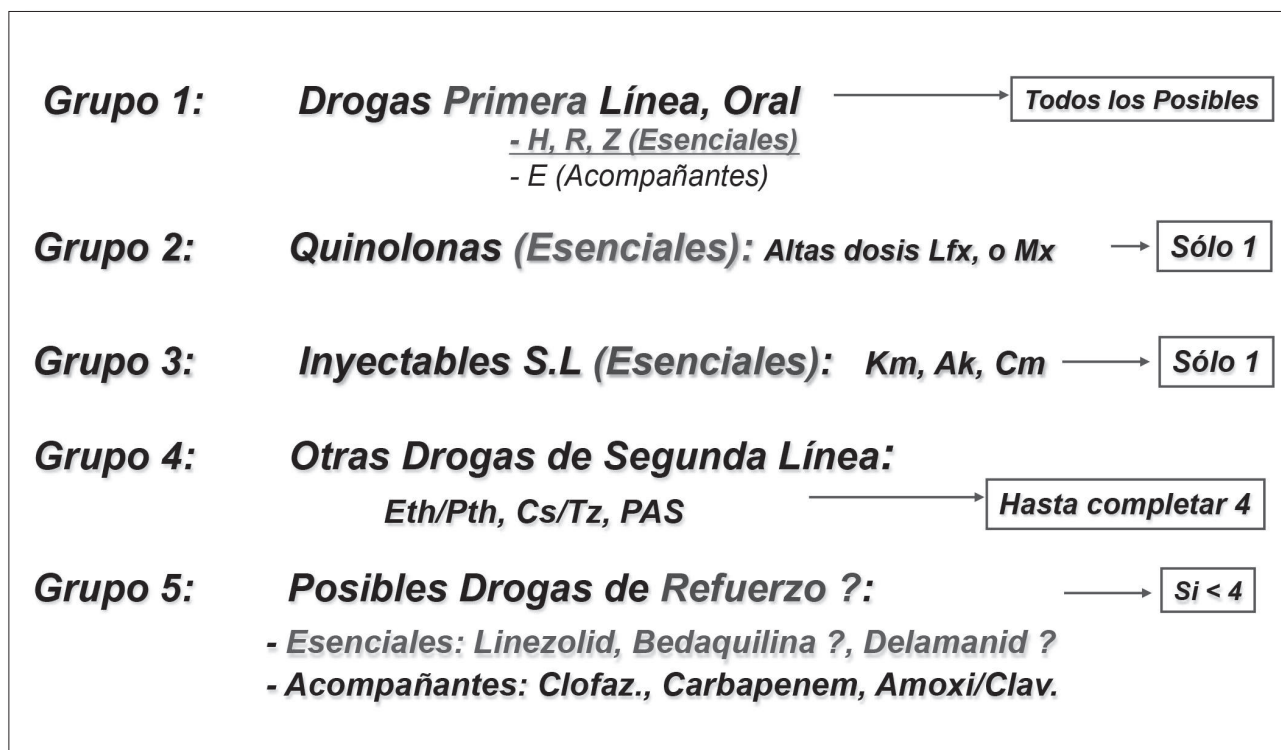 Grupo 1: Drogas Primera Línea, Oral Todos los Posibles
- H, R, Z (Esenciales)
- E (Acompañantes)
Grupo 2: Quinolonas (Esenciales): Altas dosis Lfx, o Mx Sólo 1
Grupo 3: Inyectables S.L (Esenciales): Km, Ak, Cm Sólo 1
Grupo 4: Otras Drogas de Segunda Línea:
Eth/Pth, Cs/Tz, PAS Hasta completar 4
Grupo 5: Posibles Drogas de Refuerzo ?: Si < 4
- Esenciales: Linezolid, Bedaquilina ?, Delamanid ?
- Acompañantes: Clofaz., Carbapenem, Amoxi/Clav.